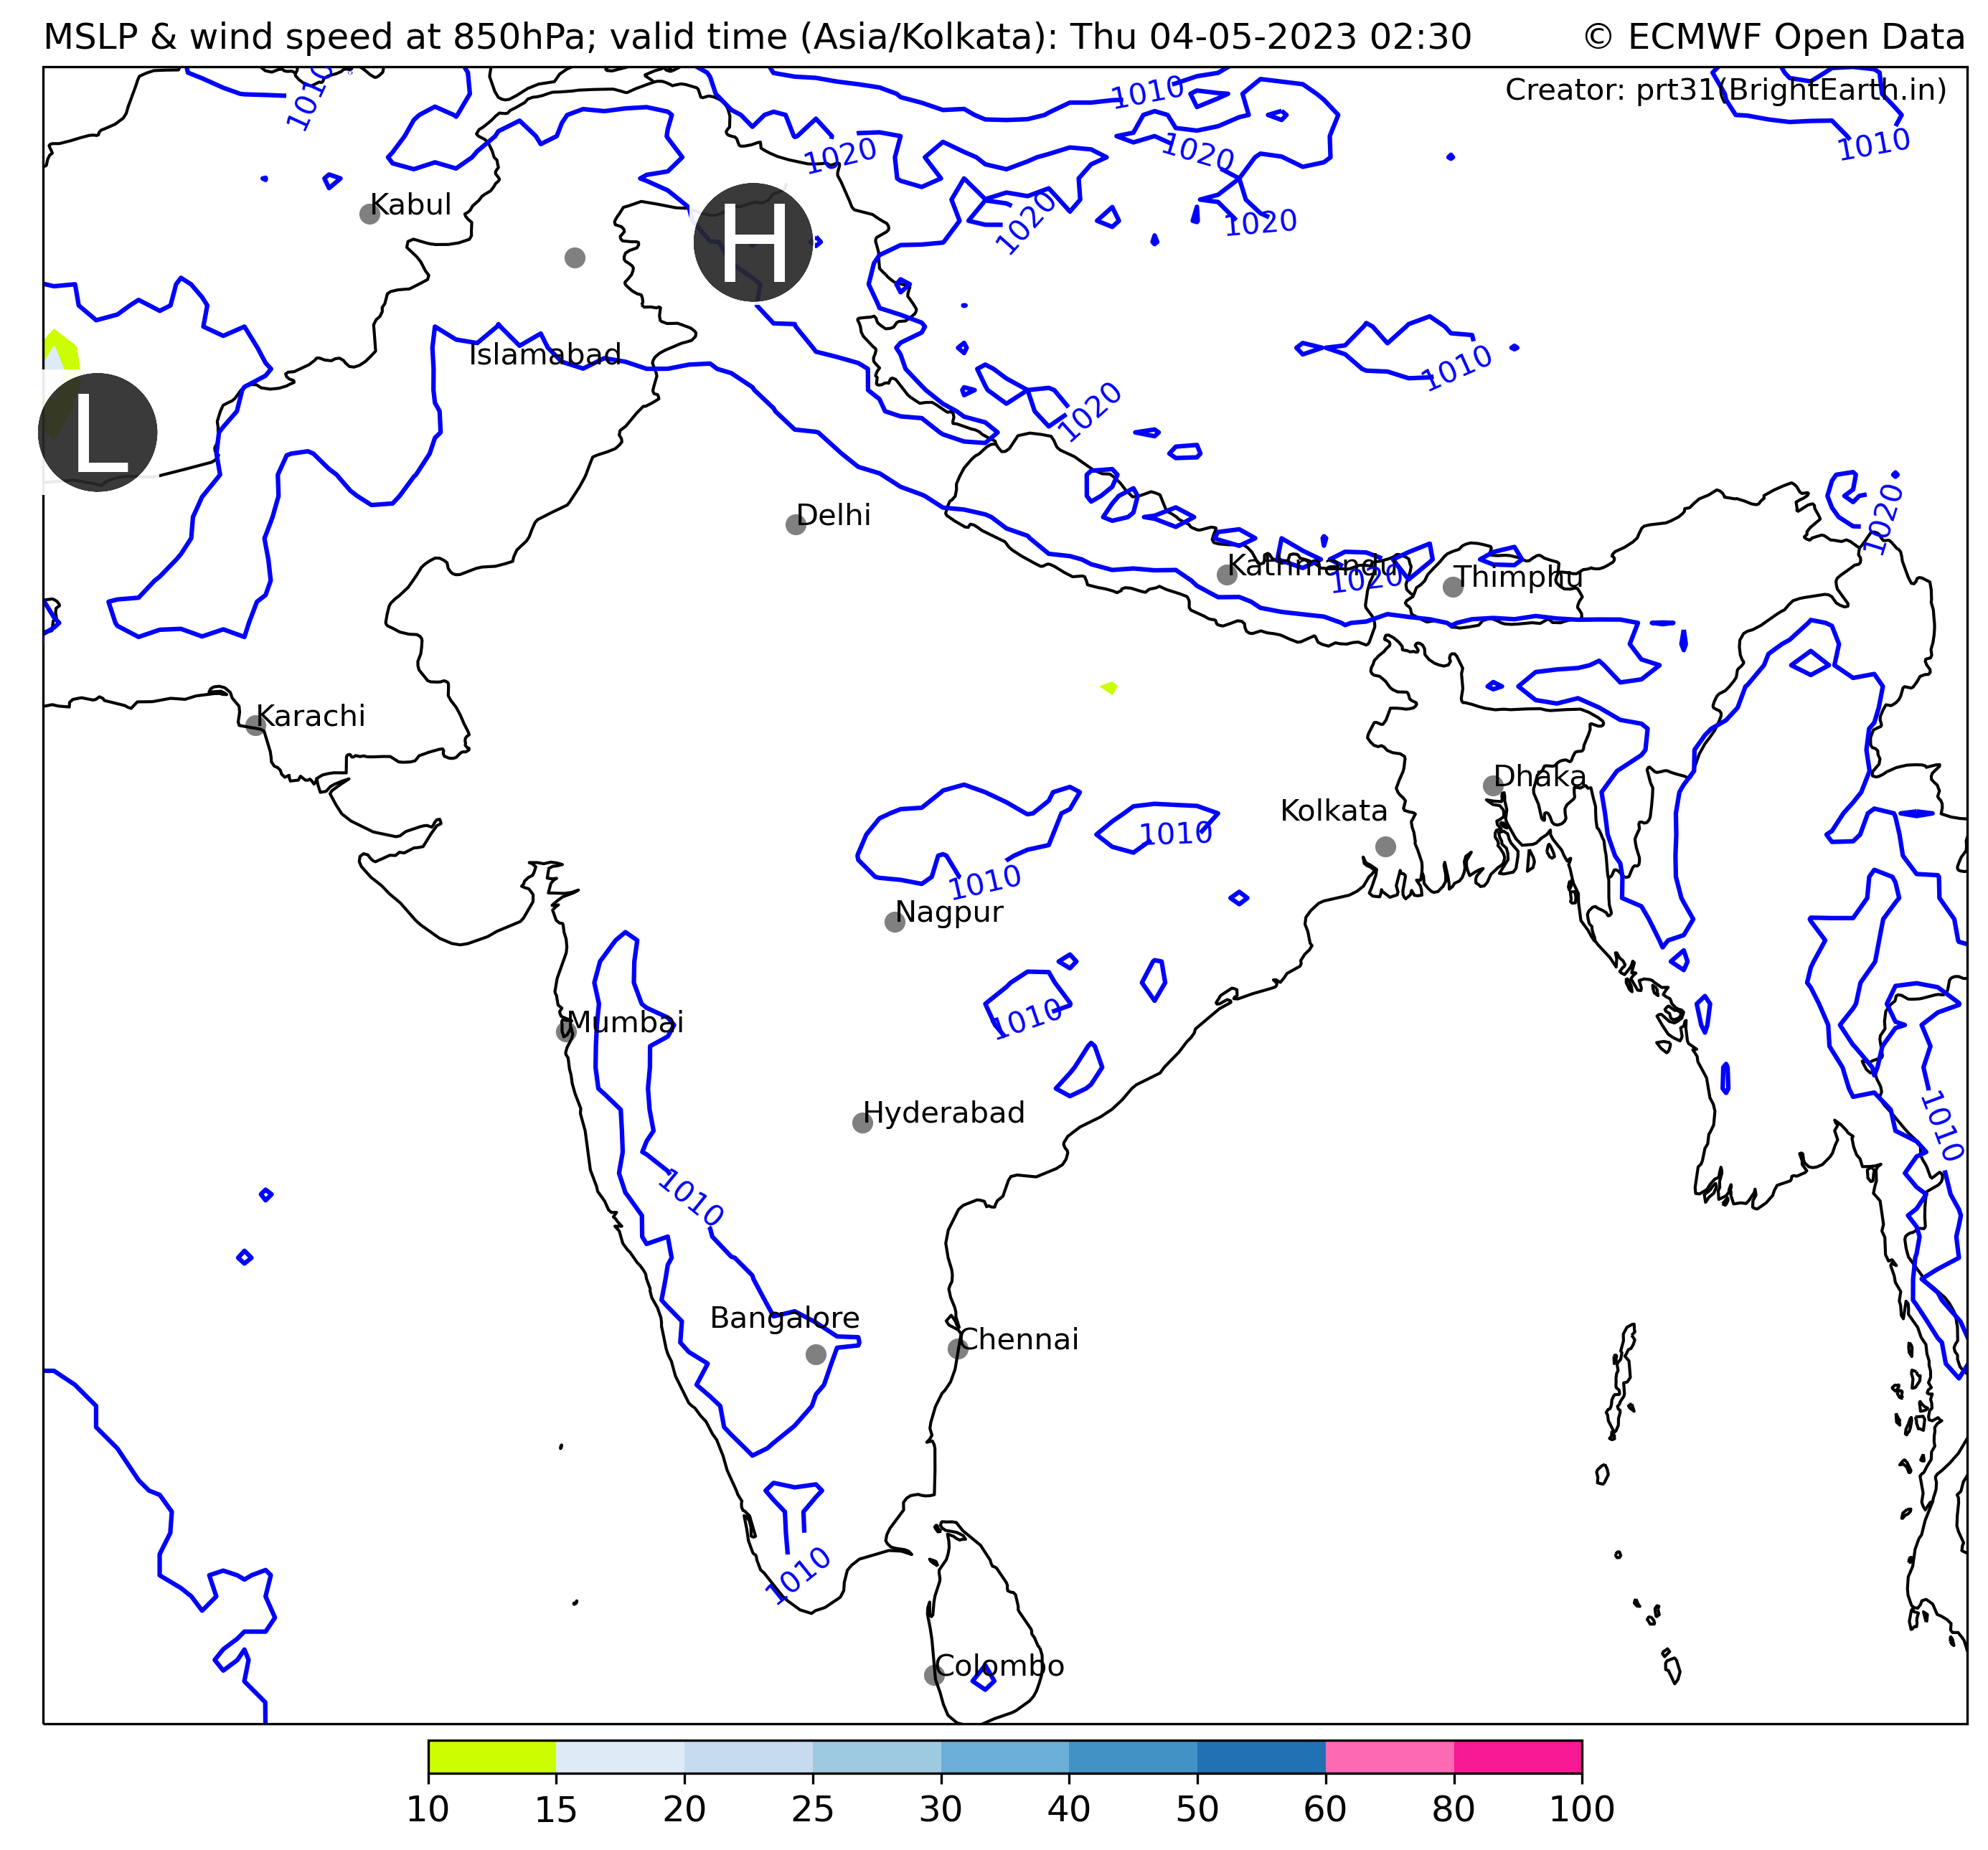 MSLP & wind speed at 850hPa; valid time (Asia/Kolkata): Thu 04-05-2023 02:30
© ECMWF Open Data
Creator: prt31(BrightEarth.in)
1010
1010
1010
1020
1020
Kabul
1020
1020
H
Islamabad
1010
1020
L
Delhi
1020
Kathmandu
1020
Thimphu
Karachi
Dhaka
Kolkata
1010
1010
Nagpur
1010
Mumbai
Hyderabad
1010
1010
Bangalore
Chennai
1010
Colombo
10 15 20 25 30 40 50 60 80 100